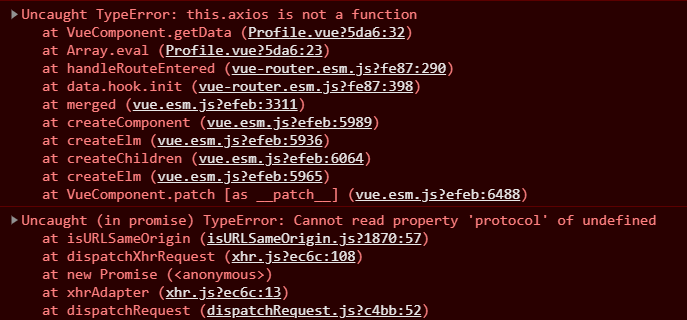 Uncaught TypeError: this.axios is not a function
at VueComponent.getData (Profile.vue?5da6:32)
at Array.eval (Profile.vue?5da6:23)
at handleRouteEntered (vue-router.esm.js?fe87:290)
at data.hook.init (vue-router.esm.js?fe87:398)
at merged (vue.esm.js?efeb:3311)
at createComponent (vue.esm.js?efeb:5989)
at createElm (vue.esm.js?efeb:5936)
at createChildren (vue.esm.js?efeb:6064)
at createElm (vue.esm.js?efeb:5965)
at VueComponent.patch [as __patch__] (vue.esm.js?efeb:6488)
Uncaught (in promise) TypeError: Cannot read property 'protocol' of undefined
at isURLSameOrigin (isURLSameOrigin.js?1870:57)
at dispatchXhrRequest (xhr.js?ec6c:108)
at new Promise (<anonymous>)
at xhrAdapter (xhr.js?ec6c:13)
at dispatchRequest (dispatchRequest.js?c4bb:52)